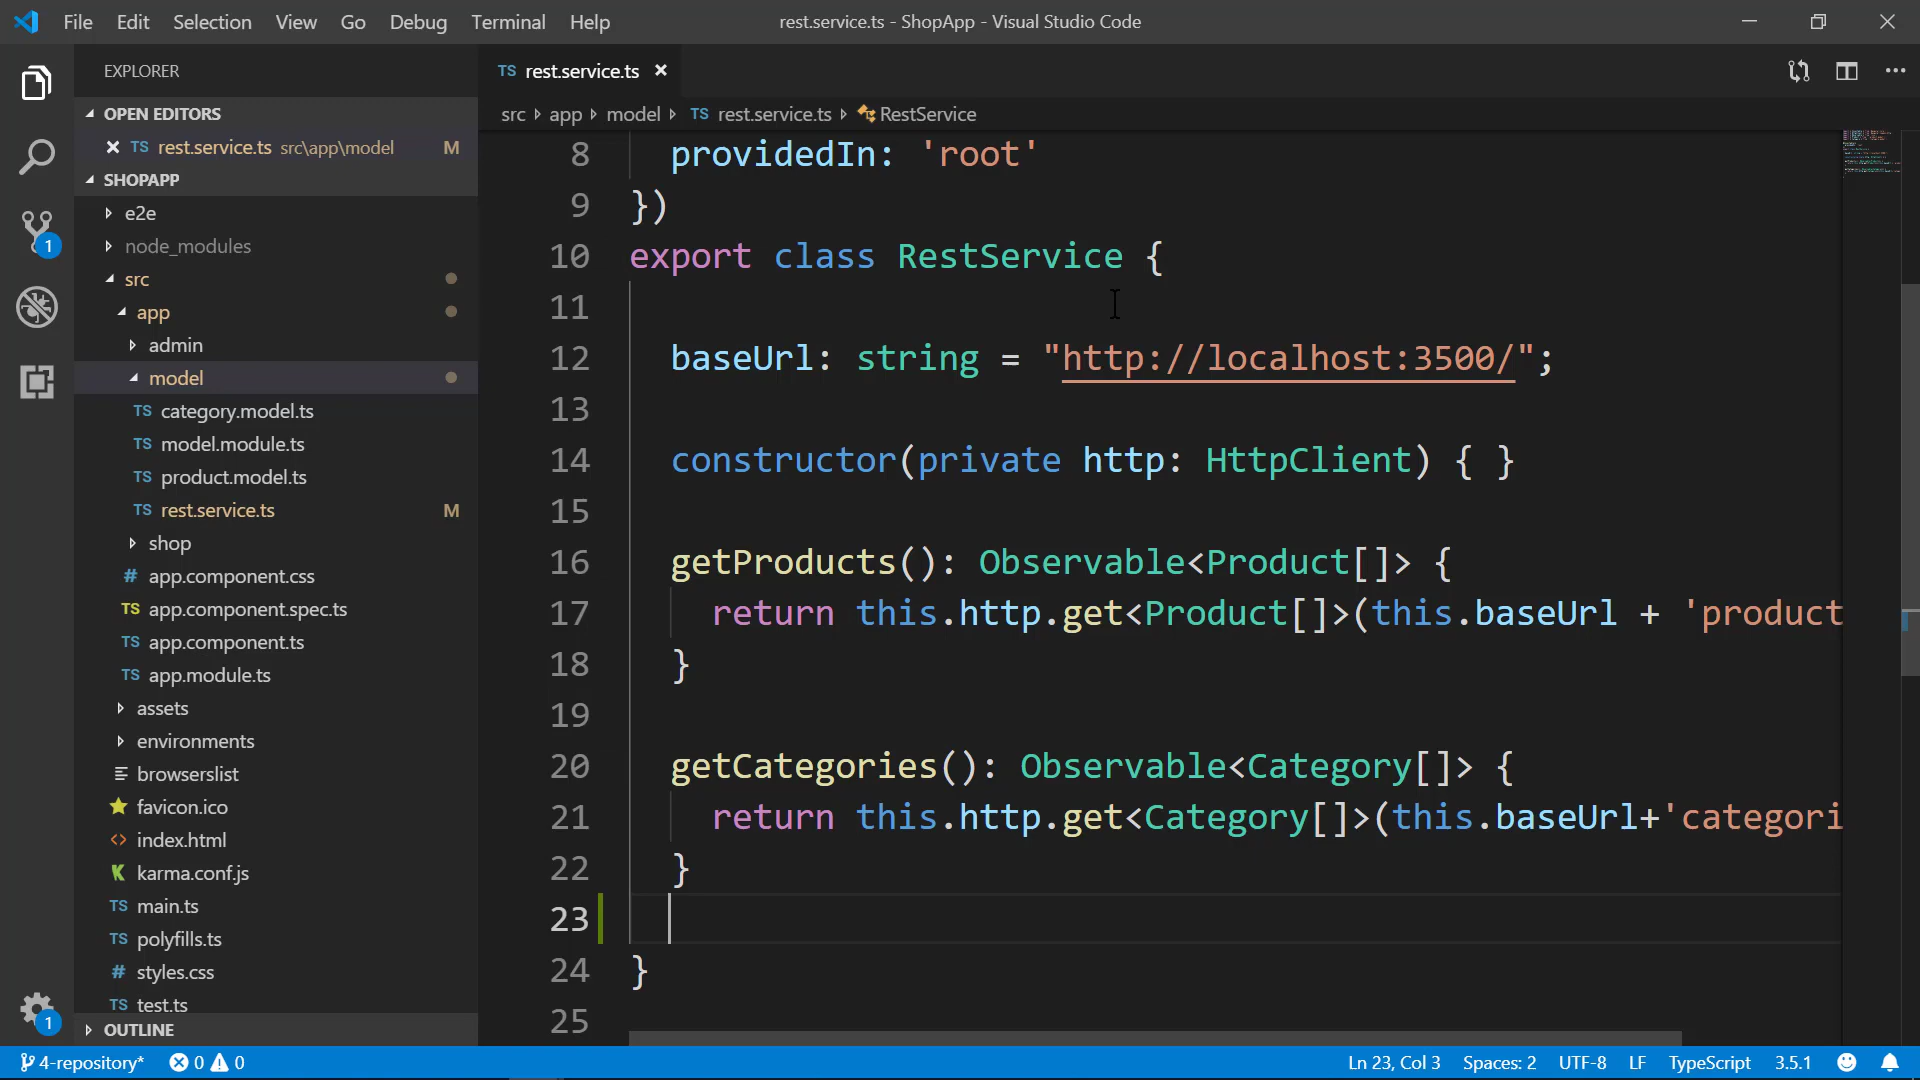 File Edit Selection View Go Debug Terminal Help
rest.service.ts - ShopApp - Visual Studio Code
EXPLORER
OPEN EDITORS
TS rest.service.ts src\app\model M
SHOPAPP
e2e
node_modules
src
app
admin
model
TS category.model.ts
TS model.module.ts
TS product.model.ts
TS rest.service.ts M
shop
# app.component.css
TS app.component.spec.ts
TS app.component.ts
TS app.module.ts
assets
environments
browserslist
favicon.ico
<> index.html
K karma.conf.js
TS main.ts
TS polyfills.ts
# styles.css
TS test.ts
OUTLINE
1
1
TS rest.service.ts ×
src app model TS rest.service.ts RestService
8 providedIn: 'root'
9 })
10 export class RestService {
11
12 baseUrl: string = "http://localhost:3500/";
13
14 constructor(private http: HttpClient) { }
15
16 getProducts(): Observable<Product[]> {
17 return this.http.get<Product[]>(this.baseUrl + 'product
18 }
19
20 getCategories(): Observable<Category[]> {
21 return this.http.get<Category[]>(this.baseUrl+'categori
22 }
23
24 }
25
4-repository* 0 0
Ln 23, Col 3 Spaces: 2 UTF-8 LF TypeScript 3.5.1